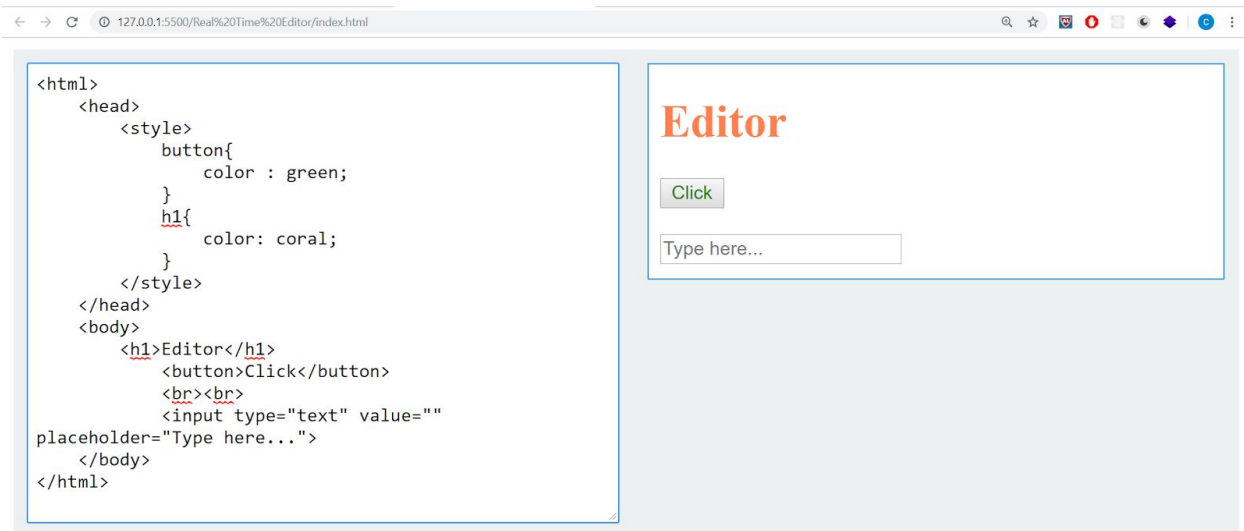 127.0.0.1:5500/Real%20Time%20Editor/index.html
C
<html>
    <head>
        <style>
            button{
                color : green;
            }
            h1{
                color: coral;
            }
        </style>
    </head>
    <body>
        <h1>Editor</h1>
            <button>Click</button>
            <br><br>
            <input type="text" value=""
placeholder="Type here...">
    </body>
</html>
Editor
Click
Type here...